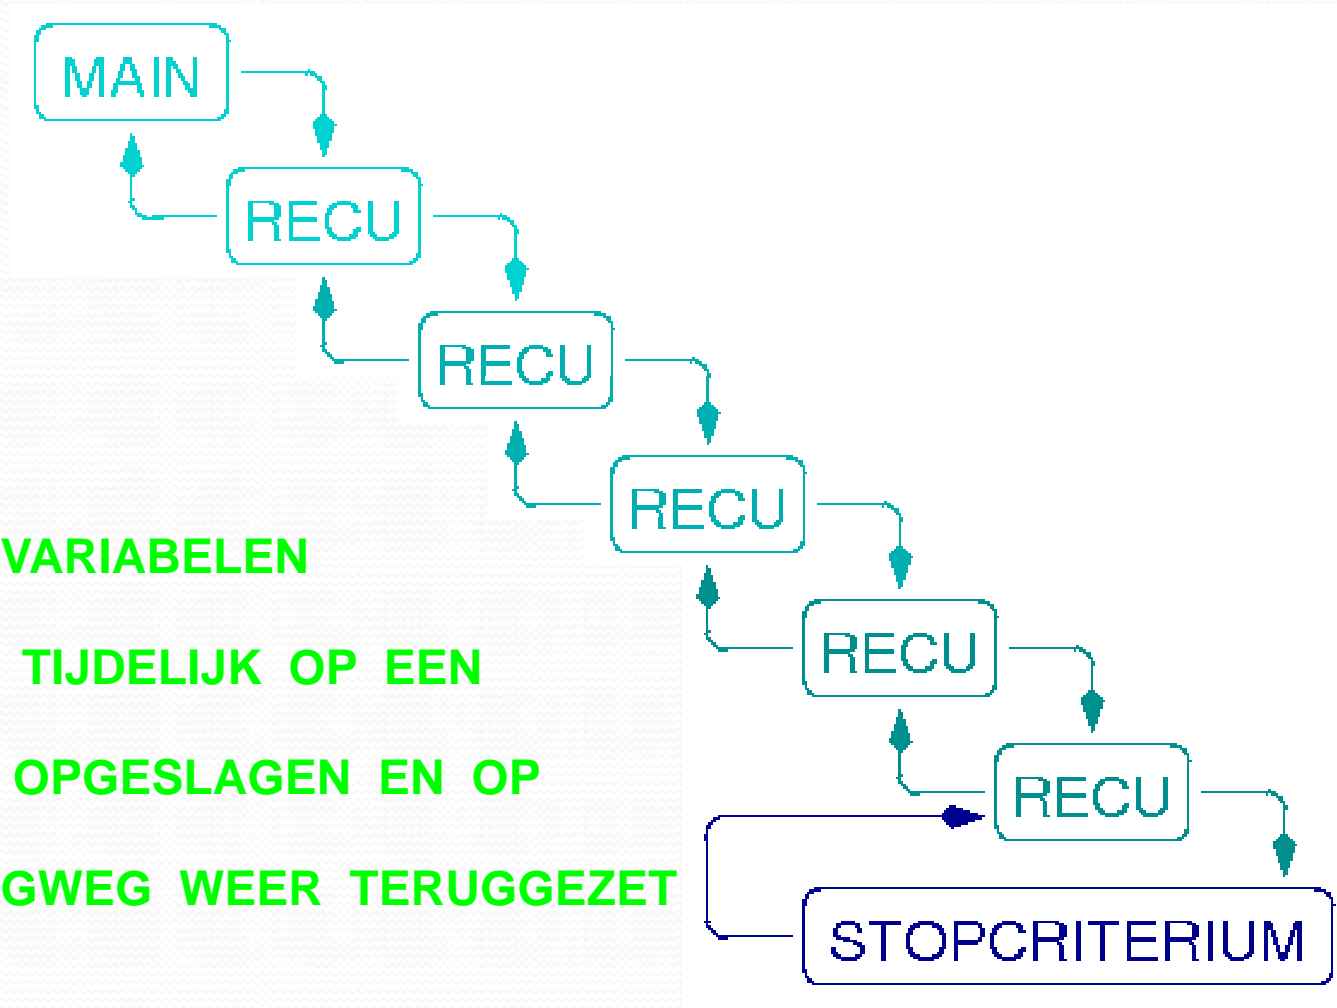 MAIN
RECU
RECU
RECU
VARIABELEN
RECU
TIJDELIJK OP EEN
OPGESLAGEN EN OP
RECU
GWEG WEER TERUGGEZET
STOPCRITERIUM